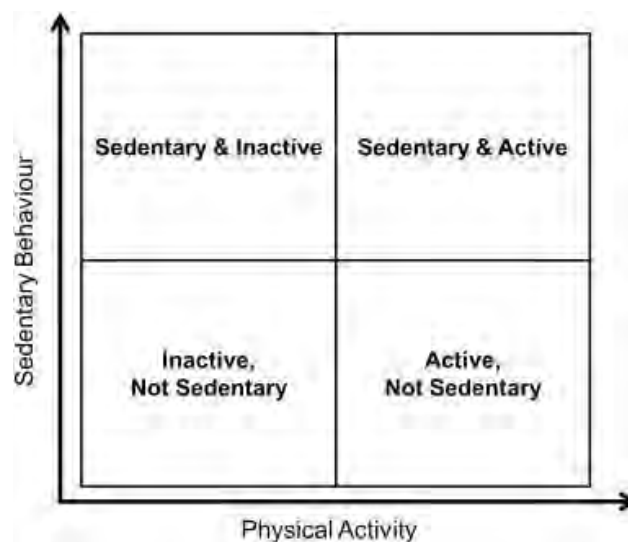 Sedentary Behaviour
Sedentary & Inactive
Sedentary & Active
Inactive,
Not Sedentary
Active,
Not Sedentary
Physical Activity